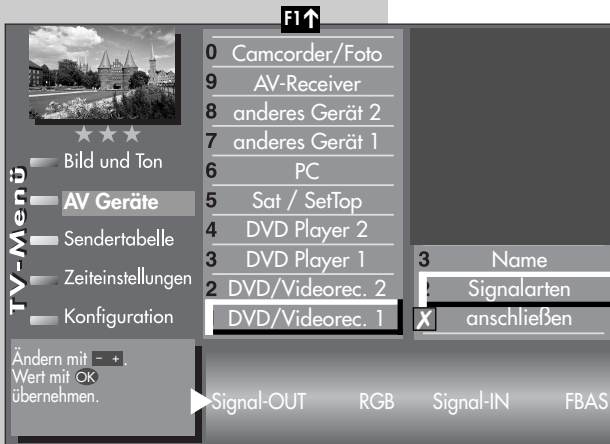 F1↑
TV-Menü
Bild und Ton
AV Geräte
Sendertabelle
Zeiteinstellungen
Konfiguration
0 Camcorder/Foto
9 AV-Receiver
8 anderes Gerät 2
7 anderes Gerät 1
6 PC
5 Sat / SetTop
4 DVD Player 2
3 DVD Player 1
2 DVD/Videorec. 2
DVD/Videorec. 1
3 Name
2 Signalarten
X anschließen
Ändern mit - +.
Wert mit OK
übernehmen.
Signal-OUT RGB Signal-IN FBAS